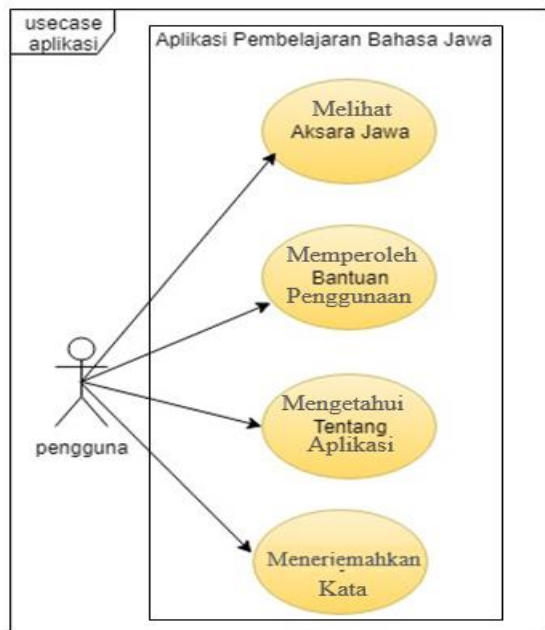 usecase
aplikasi
Aplikasi Pembelajaran Bahasa Jawa
Melihat
Aksara Jawa
Memperoleh
Bantuan
Penggunaan
Mengetahui
Tentang
Aplikasi
pengguna
Menerjemahkan
Kata